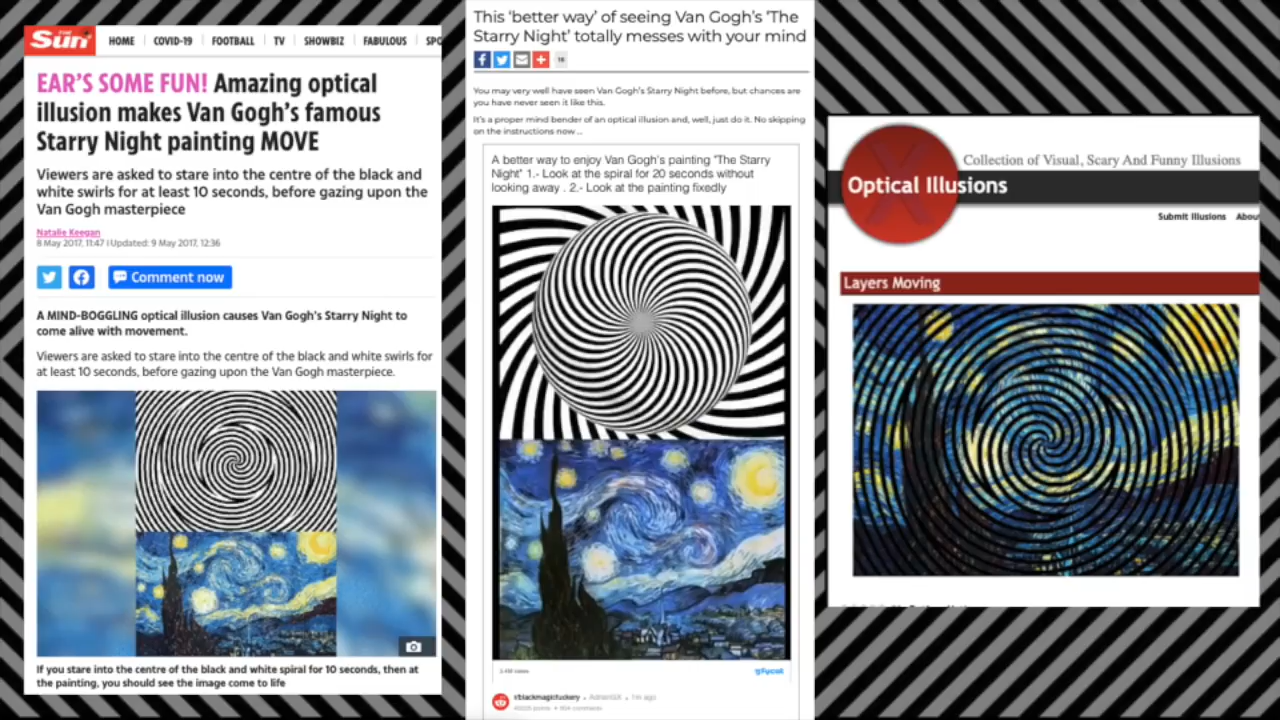 THE
Sun
HOME COVID-19 FOOTBALL TV SHOWBIZ FABULOUS SPO
EAR'S SOME FUN! Amazing optical
illusion makes Van Gogh's famous
Starry Night painting MOVE
Viewers are asked to stare into the centre of the black and
white swirls for at least 10 seconds, before gazing upon the
Van Gogh masterpiece
Natalie Keegan
8 May 2017, 11:47 | Updated: 9 May 2017, 12:36
Comment now
A MIND-BOGGLING optical illusion causes Van Gogh's Starry Night to
come alive with movement.
Viewers are asked to stare into the centre of the black and white swirls for
at least 10 seconds, before gazing upon the Van Gogh masterpiece.
If you stare into the centre of the black and white spiral for 10 seconds, then at
the painting, you should see the image come to life
This 'better way' of seeing Van Gogh's 'The
Starry Night' totally messes with your mind
You may very well have seen Van Gogh's Starry Night before, but chances are
you have never seen it like this.
It's a proper mind bender of an optical illusion and, well, just do it. No skipping
on the instructions now ...
A better way to enjoy Van Gogh's painting "The Starry
Night" 1.- Look at the spiral for 20 seconds without
looking away . 2.- Look at the painting fixedly
gfycat
r/blackmagicfuckery
1m ago
Collection of Visual, Scary And Funny Illusions
Optical Illusions
Submit Illusions Abou
Layers Moving